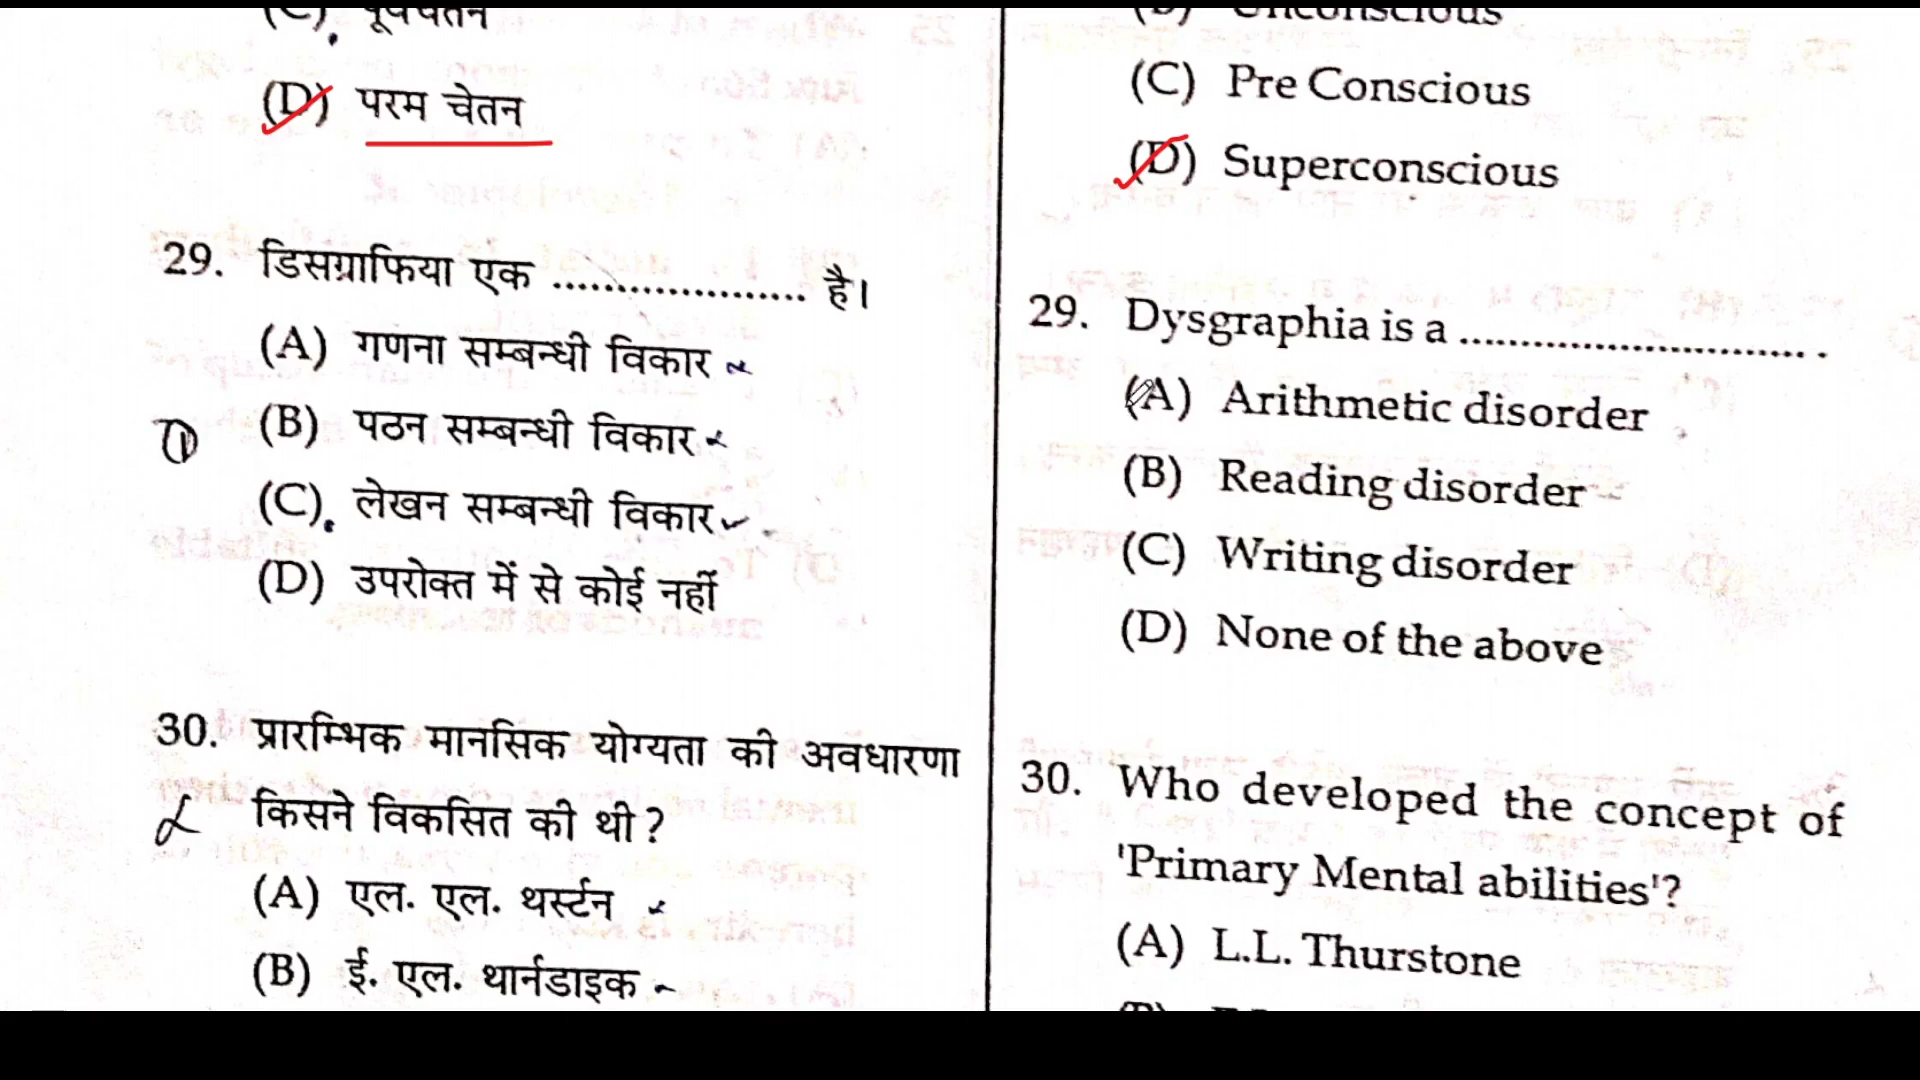 (C) पूर्वचेतन
(D) परम चेतन
29. डिसग्राफिया एक .................... है।
(A) गणना सम्बन्धी विकार
(B) पठन सम्बन्धी विकार
(C) लेखन सम्बन्धी विकार
(D) उपरोक्त में से कोई नहीं
30. प्रारम्भिक मानसिक योग्यता की अवधारणा
किसने विकसित की थी?
(A) एल. एल. थर्स्टन
(B) ई. एल. थार्नडाइक
(B) Unconscious
(C) Pre Conscious
(D) Superconscious
29. Dysgraphia is a ............................ .
(A) Arithmetic disorder
(B) Reading disorder
(C) Writing disorder
(D) None of the above
30. Who developed the concept of
'Primary Mental abilities'?
(A) L.L. Thurstone